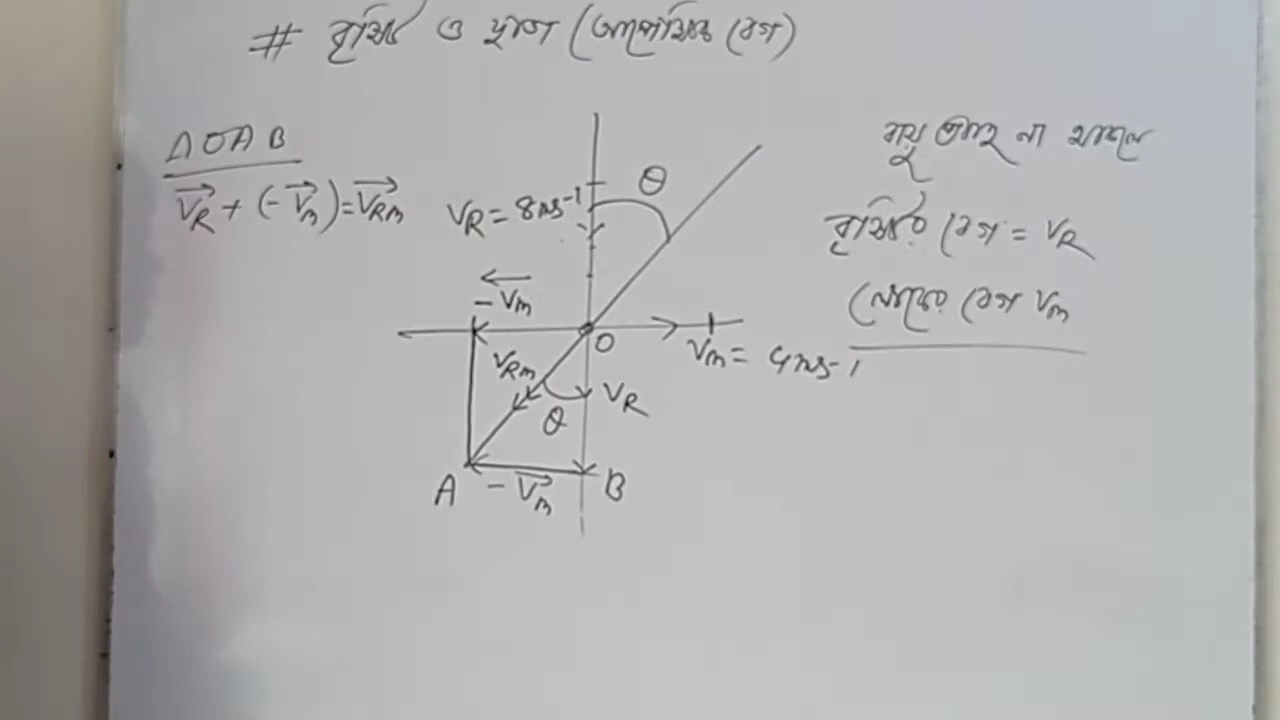 # বৃষ্টি ও ছাতা (আপেক্ষিক বেগ)
ΔOAB
V⃗R + (-V⃗m) = V⃗Rm
VR = 8ms⁻¹
θ
-Vm
O
Vm = 4ms⁻¹
VRm
θ
VR
A
-V⃗m
B
বায়ু প্রবাহ না থাকলে
বৃষ্টির বেগ = VR
লোকের বেগ Vm